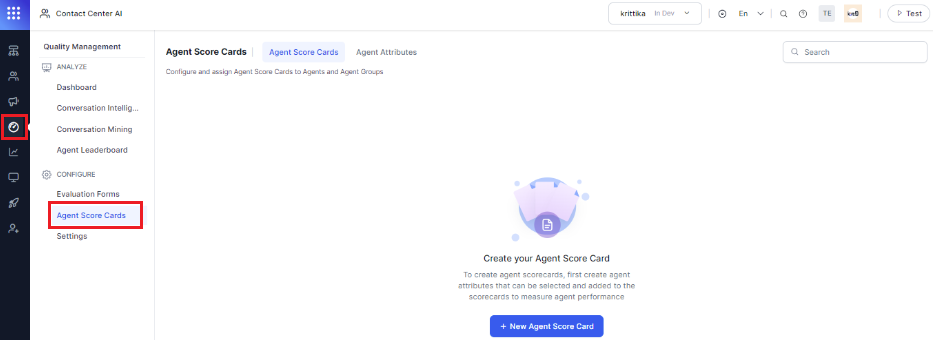 Contact Center AI
krittika In Dev
En
TE
Test
Quality Management
ANALYZE
Dashboard
Conversation Intellig...
Conversation Mining
Agent Leaderboard
CONFIGURE
Evaluation Forms
Agent Score Cards
Settings
Agent Score Cards
Agent Score Cards
Agent Attributes
Search
Configure and assign Agent Score Cards to Agents and Agent Groups
Create your Agent Score Card
To create agent scorecards, first create agent
attributes that can be selected and added to the
scorecards to measure agent performance
+ New Agent Score Card